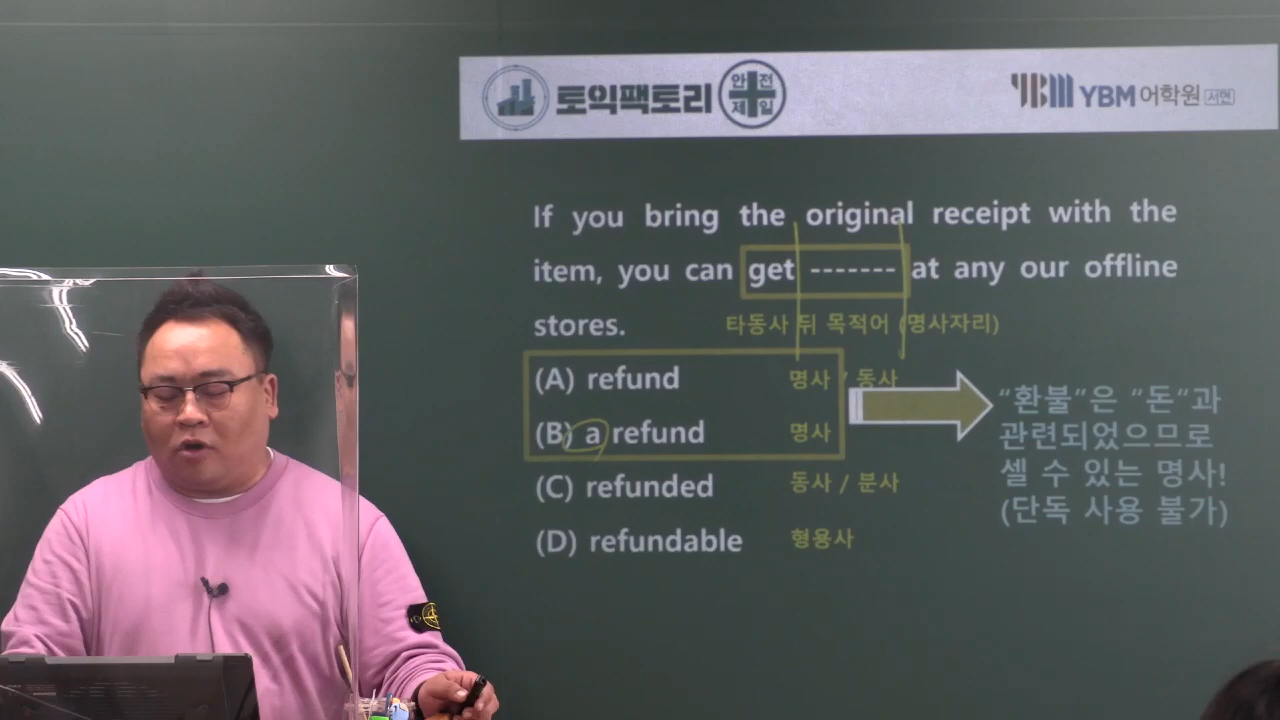 토익팩토리
안전
제일
YBM
YBM어학원 서현
If you bring the original receipt with the
item, you can get ------- at any our offline
stores.
타동사 뒤 목적어 (명사자리)
(A) refund 명사 / 동사
(B) a refund 명사
(C) refunded 동사 / 분사
(D) refundable 형용사
“환불”은 “돈“과
관련되었으므로
셀 수 있는 명사!
(단독 사용 불가)